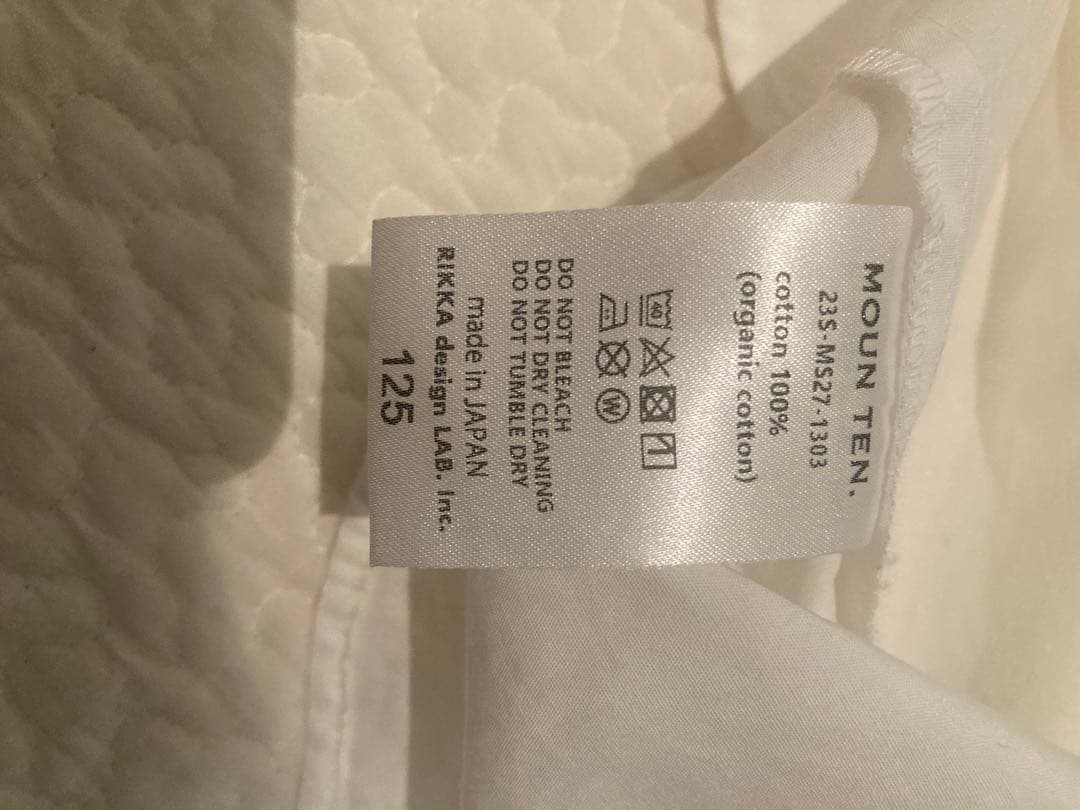 MOUN TEN.
23S-MS27-1303
cotton 100%
(organic cotton)
40
W
DO NOT BLEACH
DO NOT DRY CLEANING
DO NOT TUMBLE DRY
made in JAPAN
RIKKA design LAB. Inc.
125